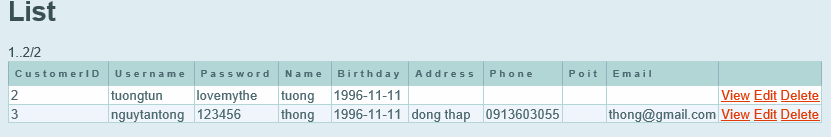 List
1..2/2
CustomerID Username Password Name Birthday Address Phone Poit Email
2 tuongtun lovemythe tuong 1996-11-11 View Edit Delete
3 nguytantong 123456 thong 1996-11-11 dong thap 0913603055 thong@gmail.com View Edit Delete